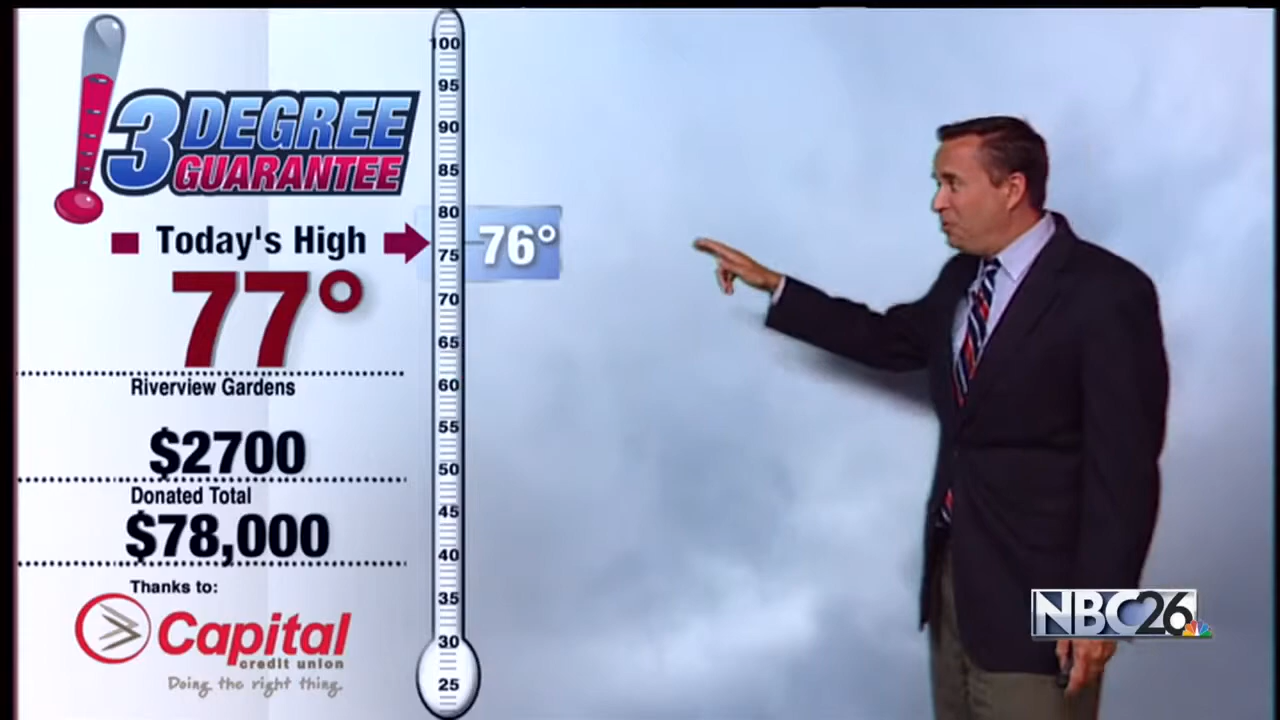 3 DEGREE
GUARANTEE
Today's High
77°
Riverview Gardens
$2700
Donated Total
$78,000
Thanks to:
Capital
credit union
Doing the right thing.
100
95
90
85
80
75
70
65
60
55
50
45
40
35
30
25
76°
NBC26